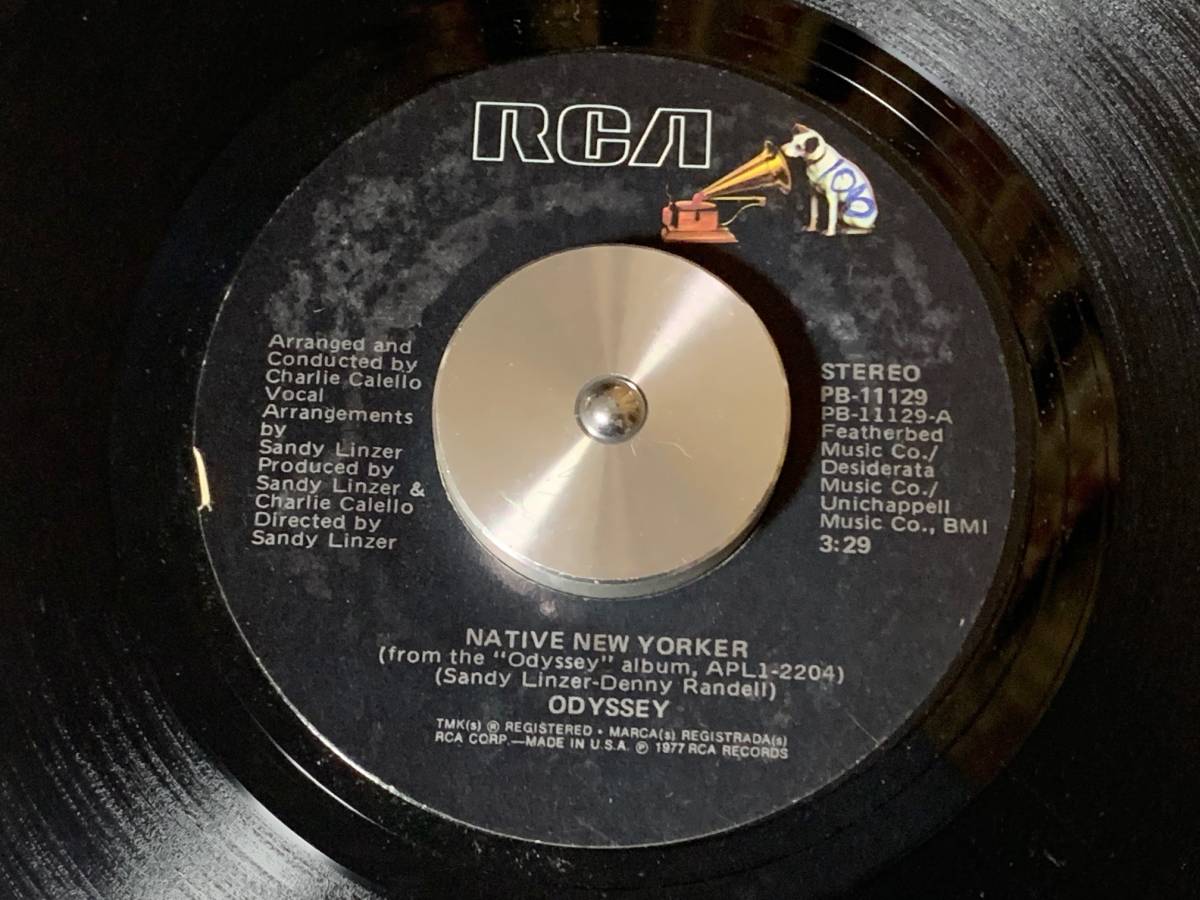 RCA
Arranged and
Conducted by
Charlie Calello
Vocal
Arrangements
by
Sandy Linzer
Produced by
Sandy Linzer &
Charlie Calello
Directed by
Sandy Linzer
STEREO
PB-11129
PB-11129-A
Featherbed
Music Co./
Desiderata
Music Co./
Unichappell
Music Co., BMI
3:29
NATIVE NEW YORKER
(from the "Odyssey" album, APL1-2204)
(Sandy Linzer-Denny Randell)
ODYSSEY
TMK(s) ® REGISTERED • MARCA(s) REGISTRADA(s)
RCA CORP.—MADE IN U.S.A. ℗ 1977 RCA RECORDS